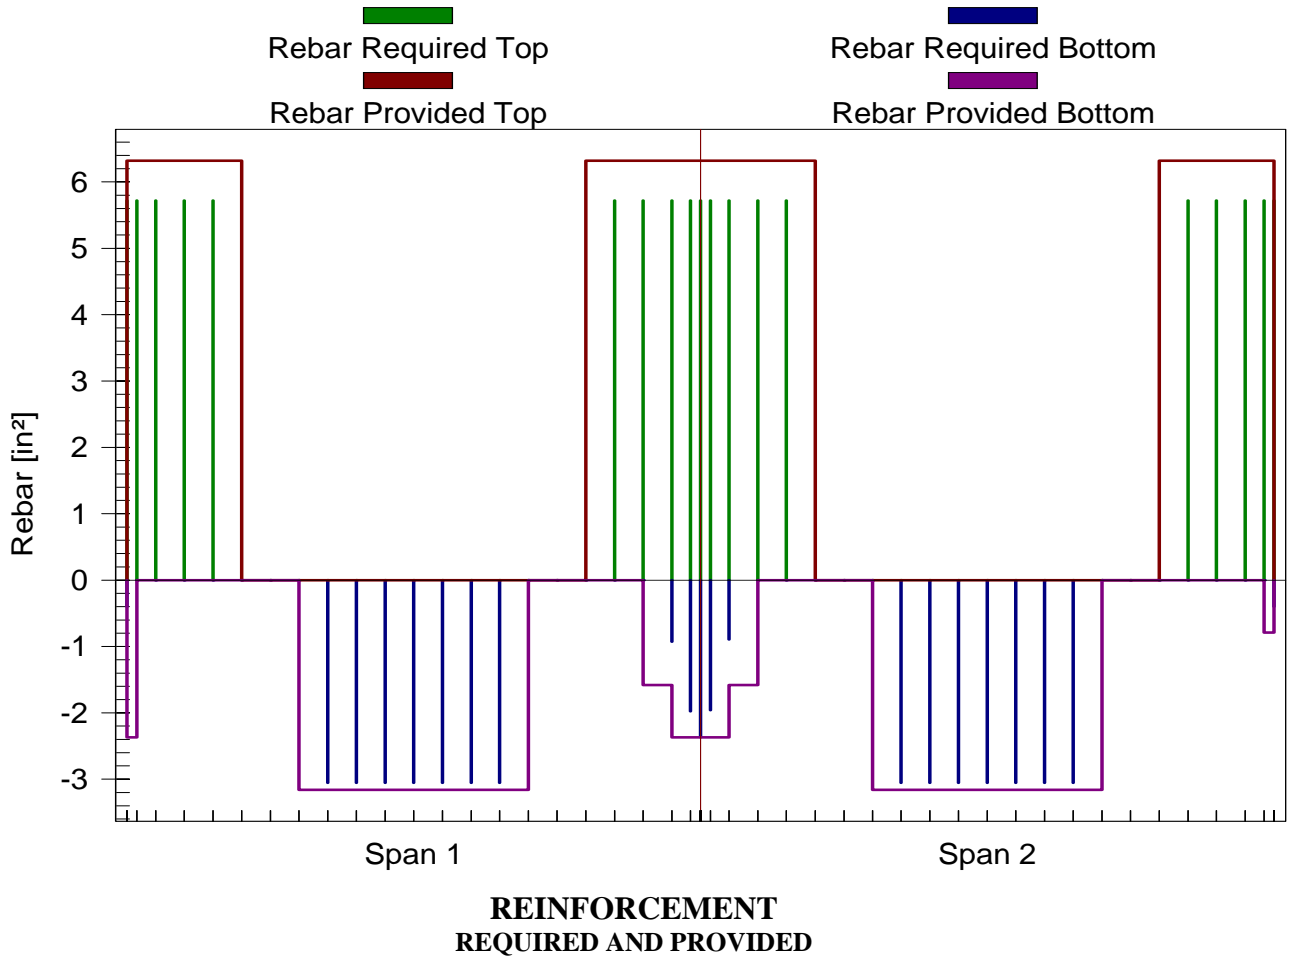 Rebar Required Top
Rebar Required Bottom
Rebar Provided Top
Rebar Provided Bottom
Rebar [in²]
6
5
4
3
2
1
0
-1
-2
-3
Span 1
Span 2
REINFORCEMENT
REQUIRED AND PROVIDED